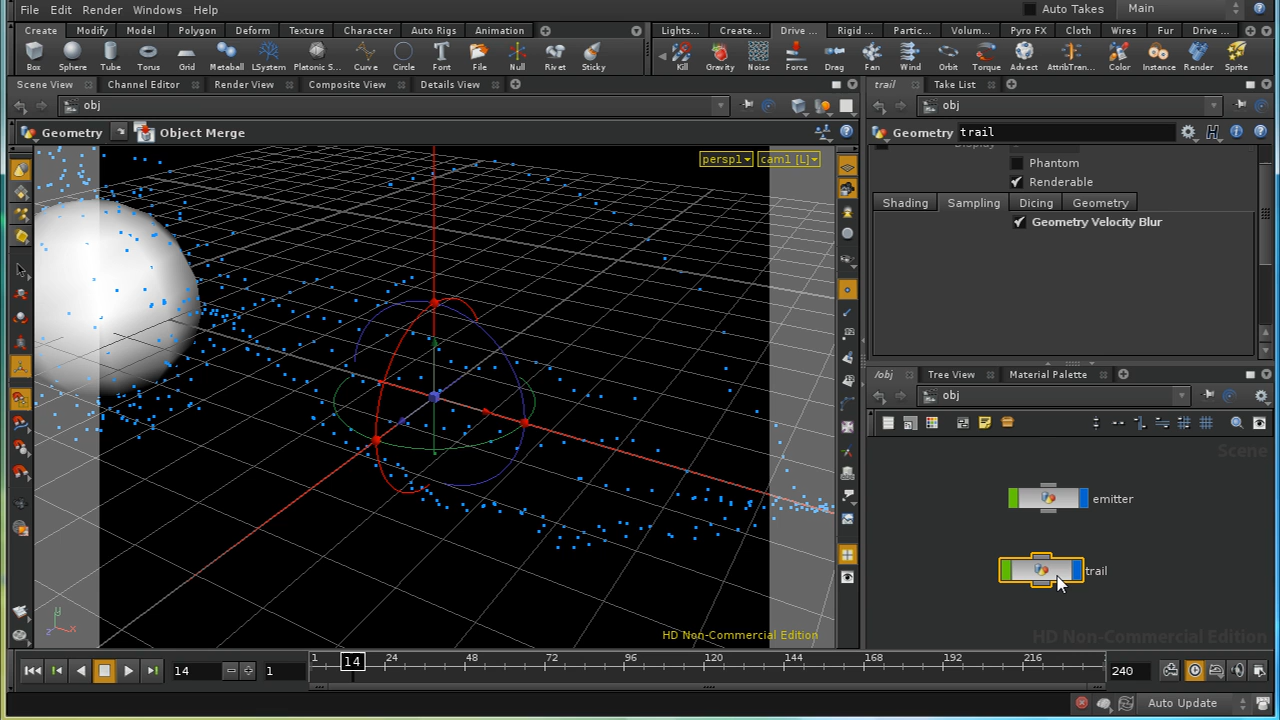 File Edit Render Windows Help
Auto Takes Main
Create Modify Model Polygon Deform Texture Character Auto Rigs Animation
Lights... Create... Drive ... Rigid ... Partic... Volum... Pyro FX Cloth Wires Fur Drive ...
Box Sphere Tube Torus Grid Metaball LSystem Platonic S... Curve Circle Font File Null Rivet Sticky
Kill Gravity Noise Force Drag Fan Wind Orbit Torque Advect AttribTran... Color Instance Render Sprite
Scene View Channel Editor Render View Composite View Details View
trail Take List
obj
obj
Geometry Object Merge
Geometry trail
persp1 cam1 [L]
Phantom
Renderable
Shading Sampling Dicing Geometry
Geometry Velocity Blur
/obj Tree View Material Palette
obj
Scene
emitter
trail
HD Non-Commercial Edition
HD Non-Commercial Edition
y
z x
14 1
1 14 24 48 72 96 120 144 168 192 216
240
Auto Update